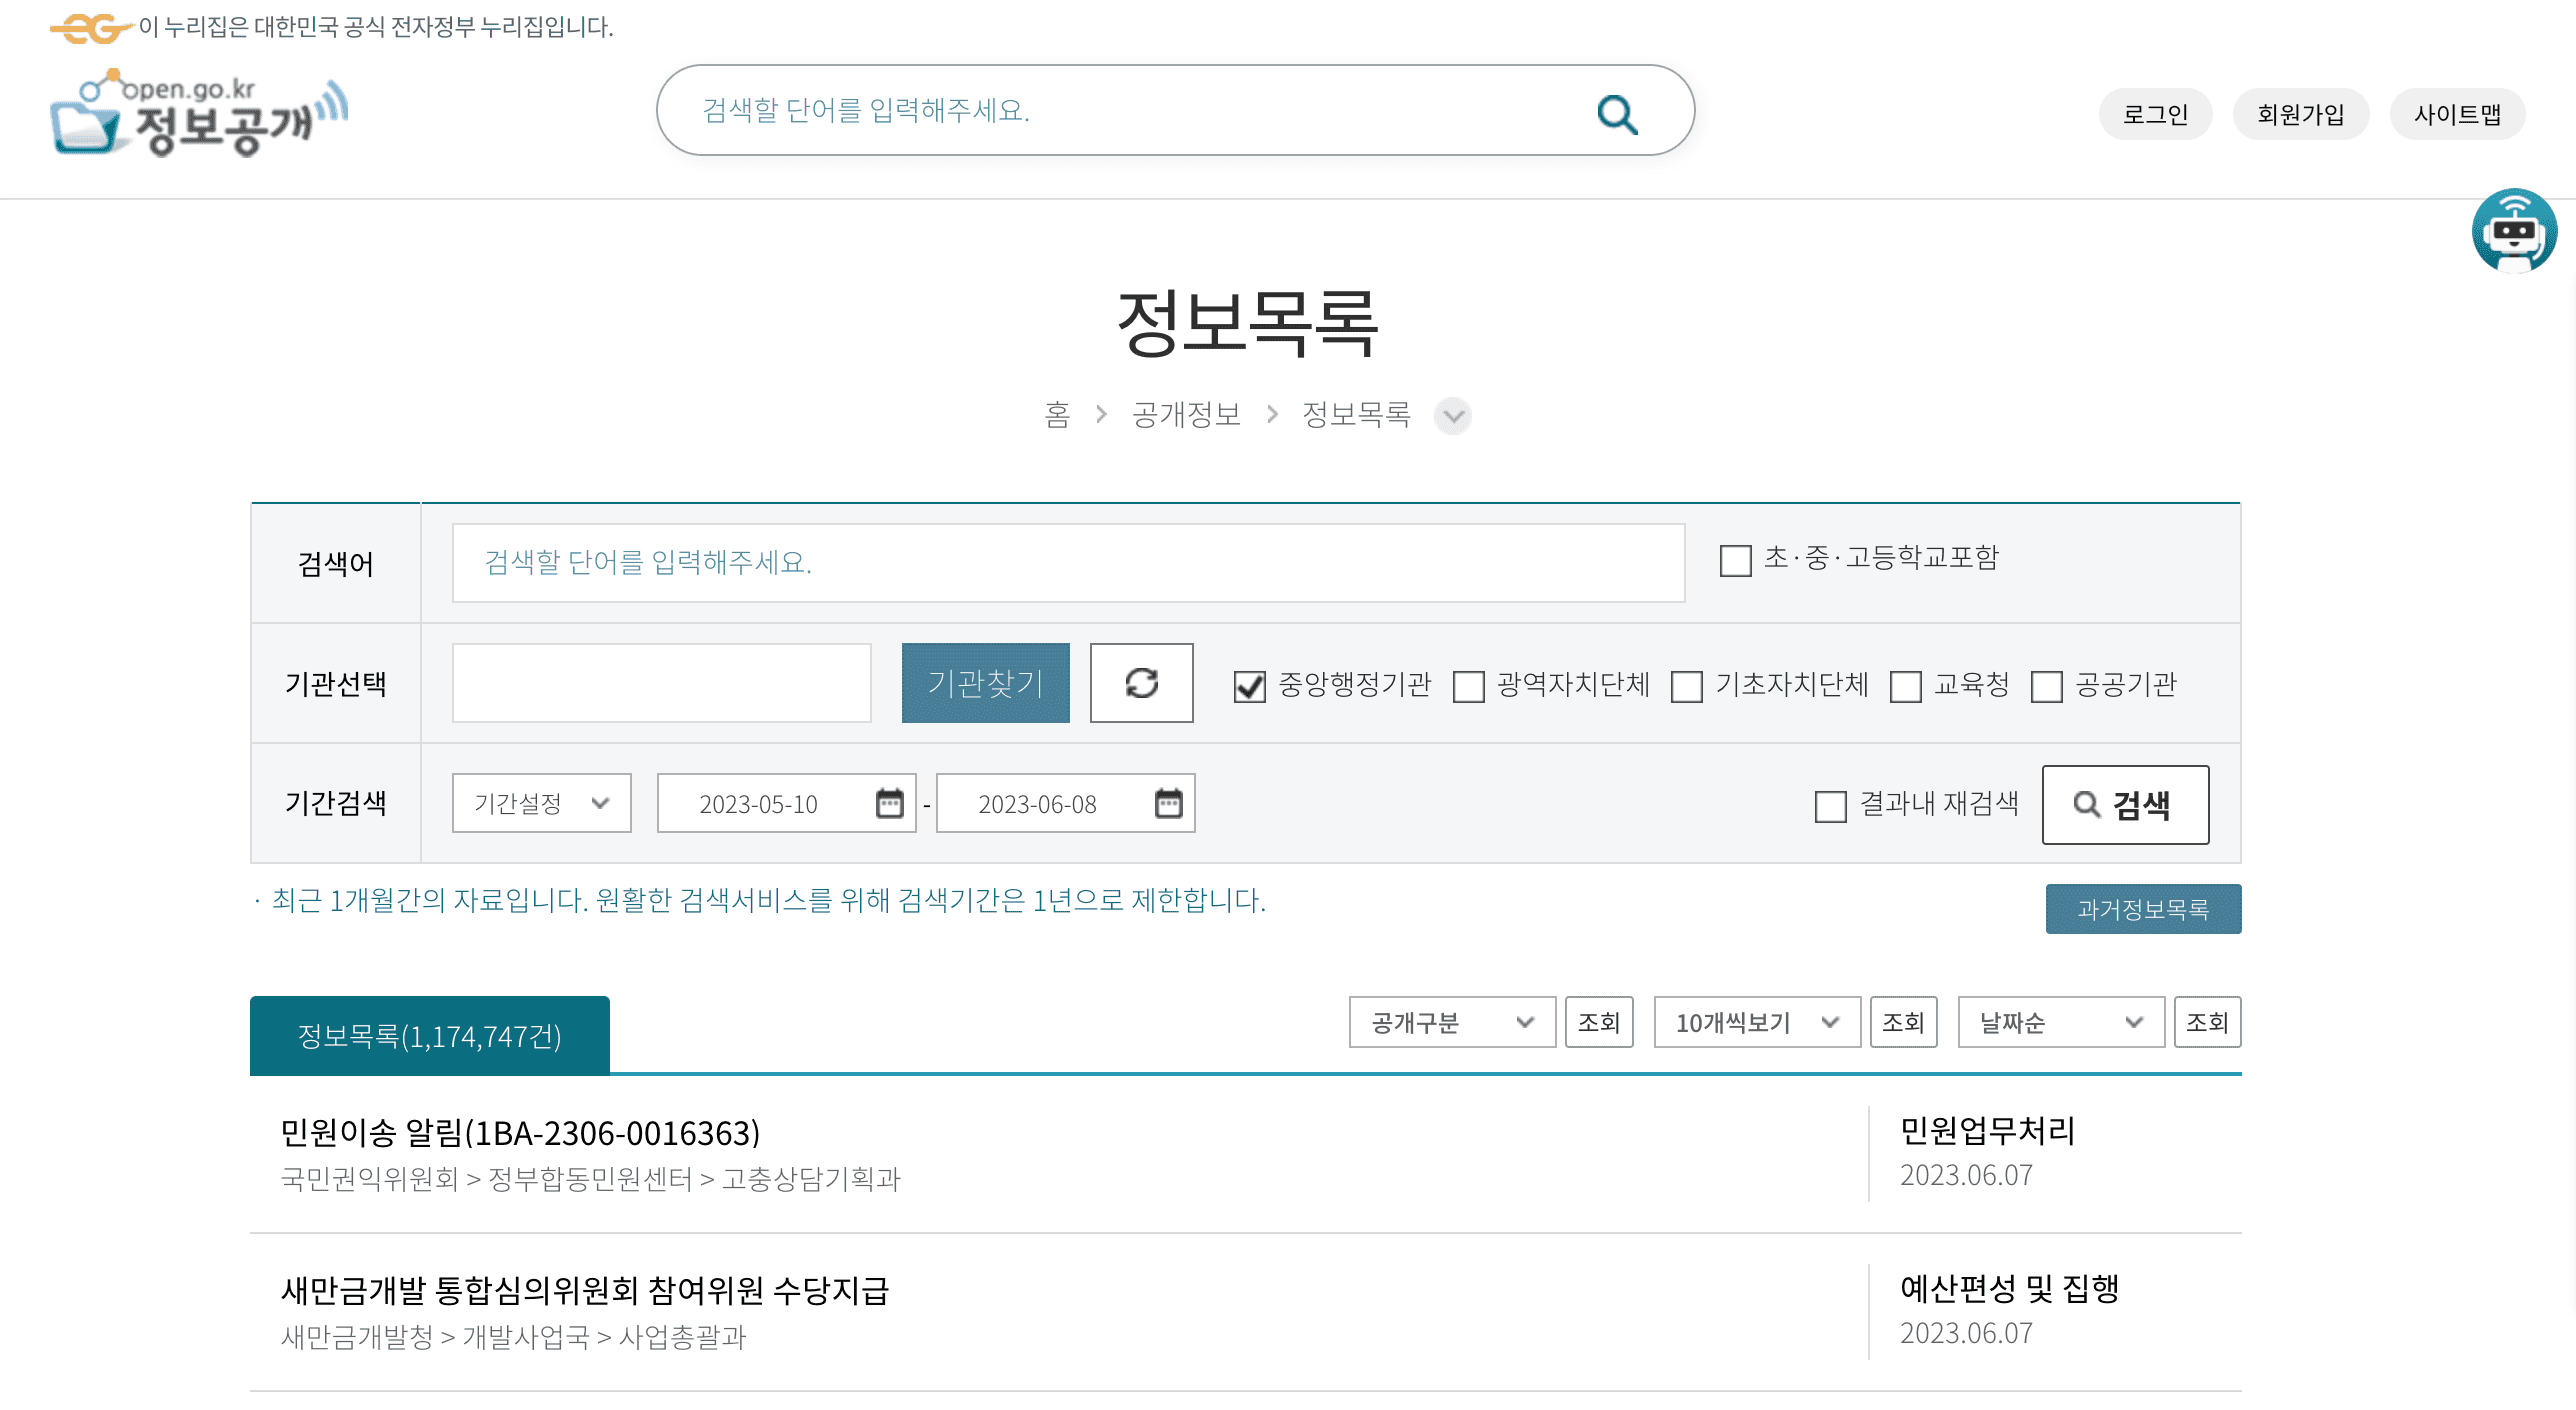 이 누리집은 대한민국 공식 전자정부 누리집입니다.
open.go.kr
정보공개
검색할 단어를 입력해주세요.
로그인 회원가입 사이트맵
정보목록
홈 > 공개정보 > 정보목록
검색어 검색할 단어를 입력해주세요. 초·중·고등학교포함
기관선택 기관찾기 중앙행정기관 광역자치단체 기초자치단체 교육청 공공기관
기간검색 기간설정 2023-05-10 - 2023-06-08 결과내 재검색 검색
· 최근 1개월간의 자료입니다. 원활한 검색서비스를 위해 검색기간은 1년으로 제한합니다.
과거정보목록
정보목록(1,174,747건) 공개구분 조회 10개씩보기 조회 날짜순 조회
민원이송 알림(1BA-2306-0016363) 민원업무처리
국민권익위원회 > 정부합동민원센터 > 고충상담기획과 2023.06.07
새만금개발 통합심의위원회 참여위원 수당지급 예산편성 및 집행
새만금개발청 > 개발사업국 > 사업총괄과 2023.06.07